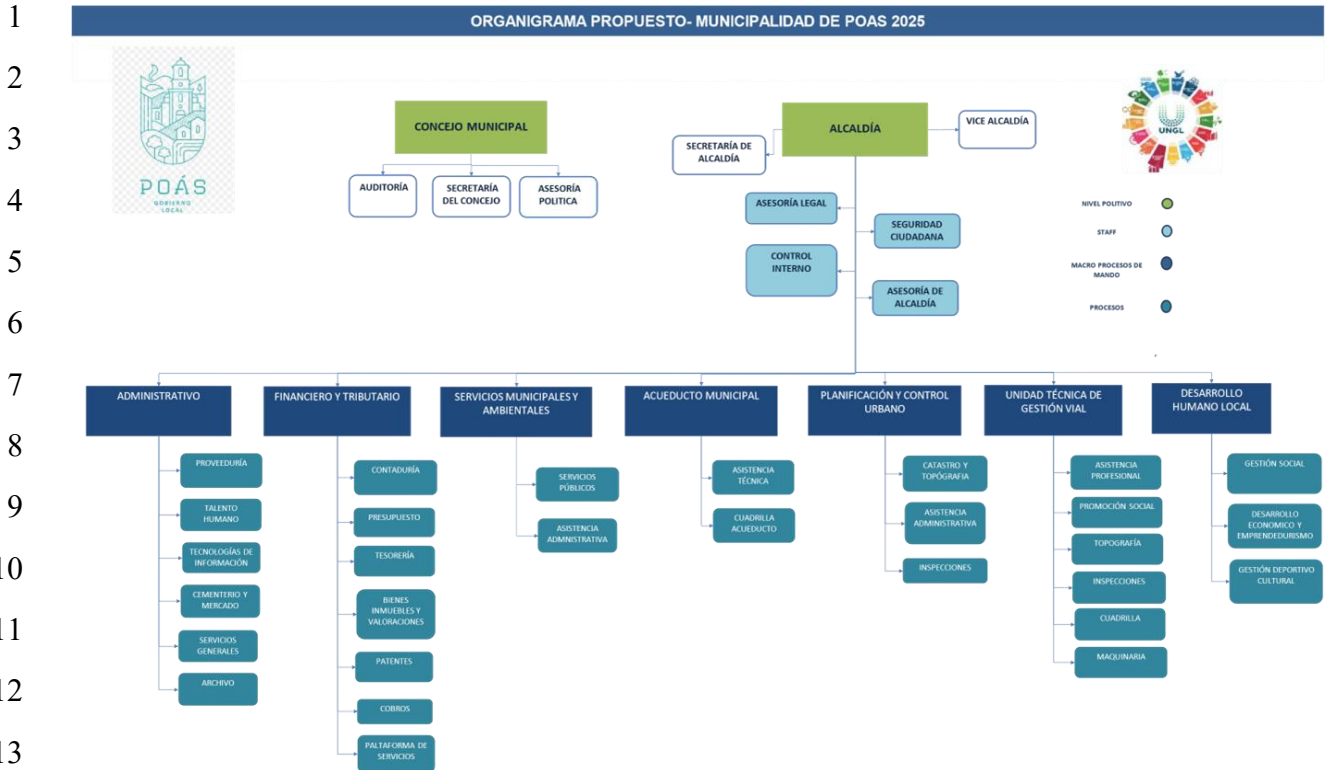 1
ORGANIGRAMA PROPUESTO- MUNICIPALIDAD DE POAS 2025
2
3
4
5
6
7
8
9
10
11
12
13
POÁS
GOBIERNO
LOCAL
CONCEJO MUNICIPAL
AUDITORÍA
SECRETARÍA
DEL CONCEJO
ASESORÍA
POLITICA
ALCALDÍA
SECRETARÍA DE
ALCALDÍA
VICE ALCALDÍA
ASESORÍA LEGAL
SEGURIDAD
CIUDADANA
CONTROL
INTERNO
ASESORÍA DE
ALCALDÍA
UNGL
NIVEL POLITIVO
STAFF
MACRO PROCESOS DE
MANDO
PROCESOS
ADMINISTRATIVO
PROVEEDURÍA
TALENTO
HUMANO
TECNOLOGÍAS DE
INFORMACIÓN
CEMENTERIO Y
MERCADO
SERVICIOS
GENERALES
ARCHIVO
FINANCIERO Y TRIBUTARIO
CONTADURÍA
PRESUPUESTO
TESORERÍA
BIENES
INMUEBLES Y
VALORACIONES
PATENTES
COBROS
PALTAFORMA DE
SERVICIOS
SERVICIOS MUNICIPALES Y
AMBIENTALES
SERVICIOS
PÚBLICOS
ASISTENCIA
ADMNISTRATIVA
ACUEDUCTO MUNICIPAL
ASISTENCIA
TÉCNICA
CUADRILLA
ACUEDUCTO
PLANIFICACIÓN Y CONTROL
URBANO
CATASTRO Y
TOPÓGRAFIA
ASISTENCIA
ADMINISTRATIVA
INSPECCIONES
UNIDAD TÉCNICA DE
GESTIÓN VIAL
ASISTENCIA
PROFESIONAL
PROMOCIÓN SOCIAL
TOPOGRAFÍA
INSPECCIONES
CUADRILLA
MAQUINARIA
DESARROLLO
HUMANO LOCAL
GESTIÓN SOCIAL
DESARROLLO
ECONOMICO Y
EMPRENDEDURISMO
GESTIÓN DEPORTIVO
CULTURAL